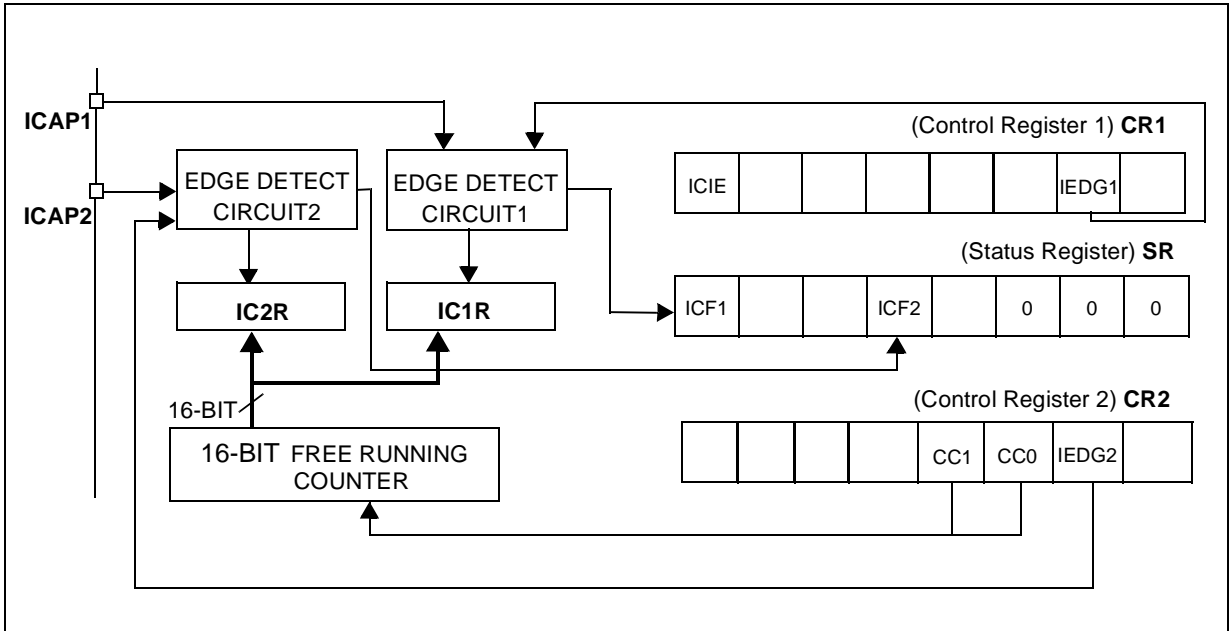 ICAP1
ICAP2
EDGE DETECT
CIRCUIT2
EDGE DETECT
CIRCUIT1
IC2R
IC1R
16-BIT
16-BIT FREE RUNNING
COUNTER
(Control Register 1) CR1
ICIE IEDG1
(Status Register) SR
ICF1 ICF2 0 0 0
(Control Register 2) CR2
CC1 CC0 IEDG2